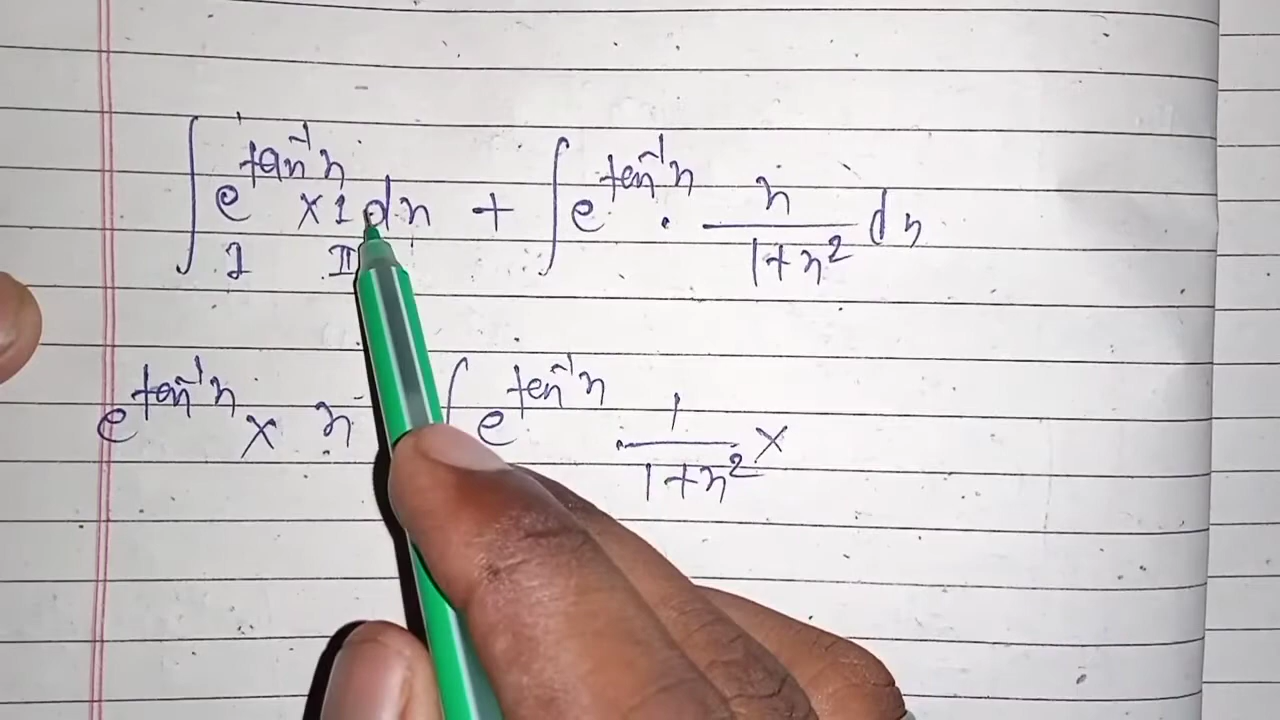 ∫ e^{tan⁻¹x} × 1 dx + ∫ e^{tan⁻¹x} · x/(1+x²) dx
I II
e^{tan⁻¹x} × x ∫ e^{tan⁻¹x} 1/(1+x²) ×